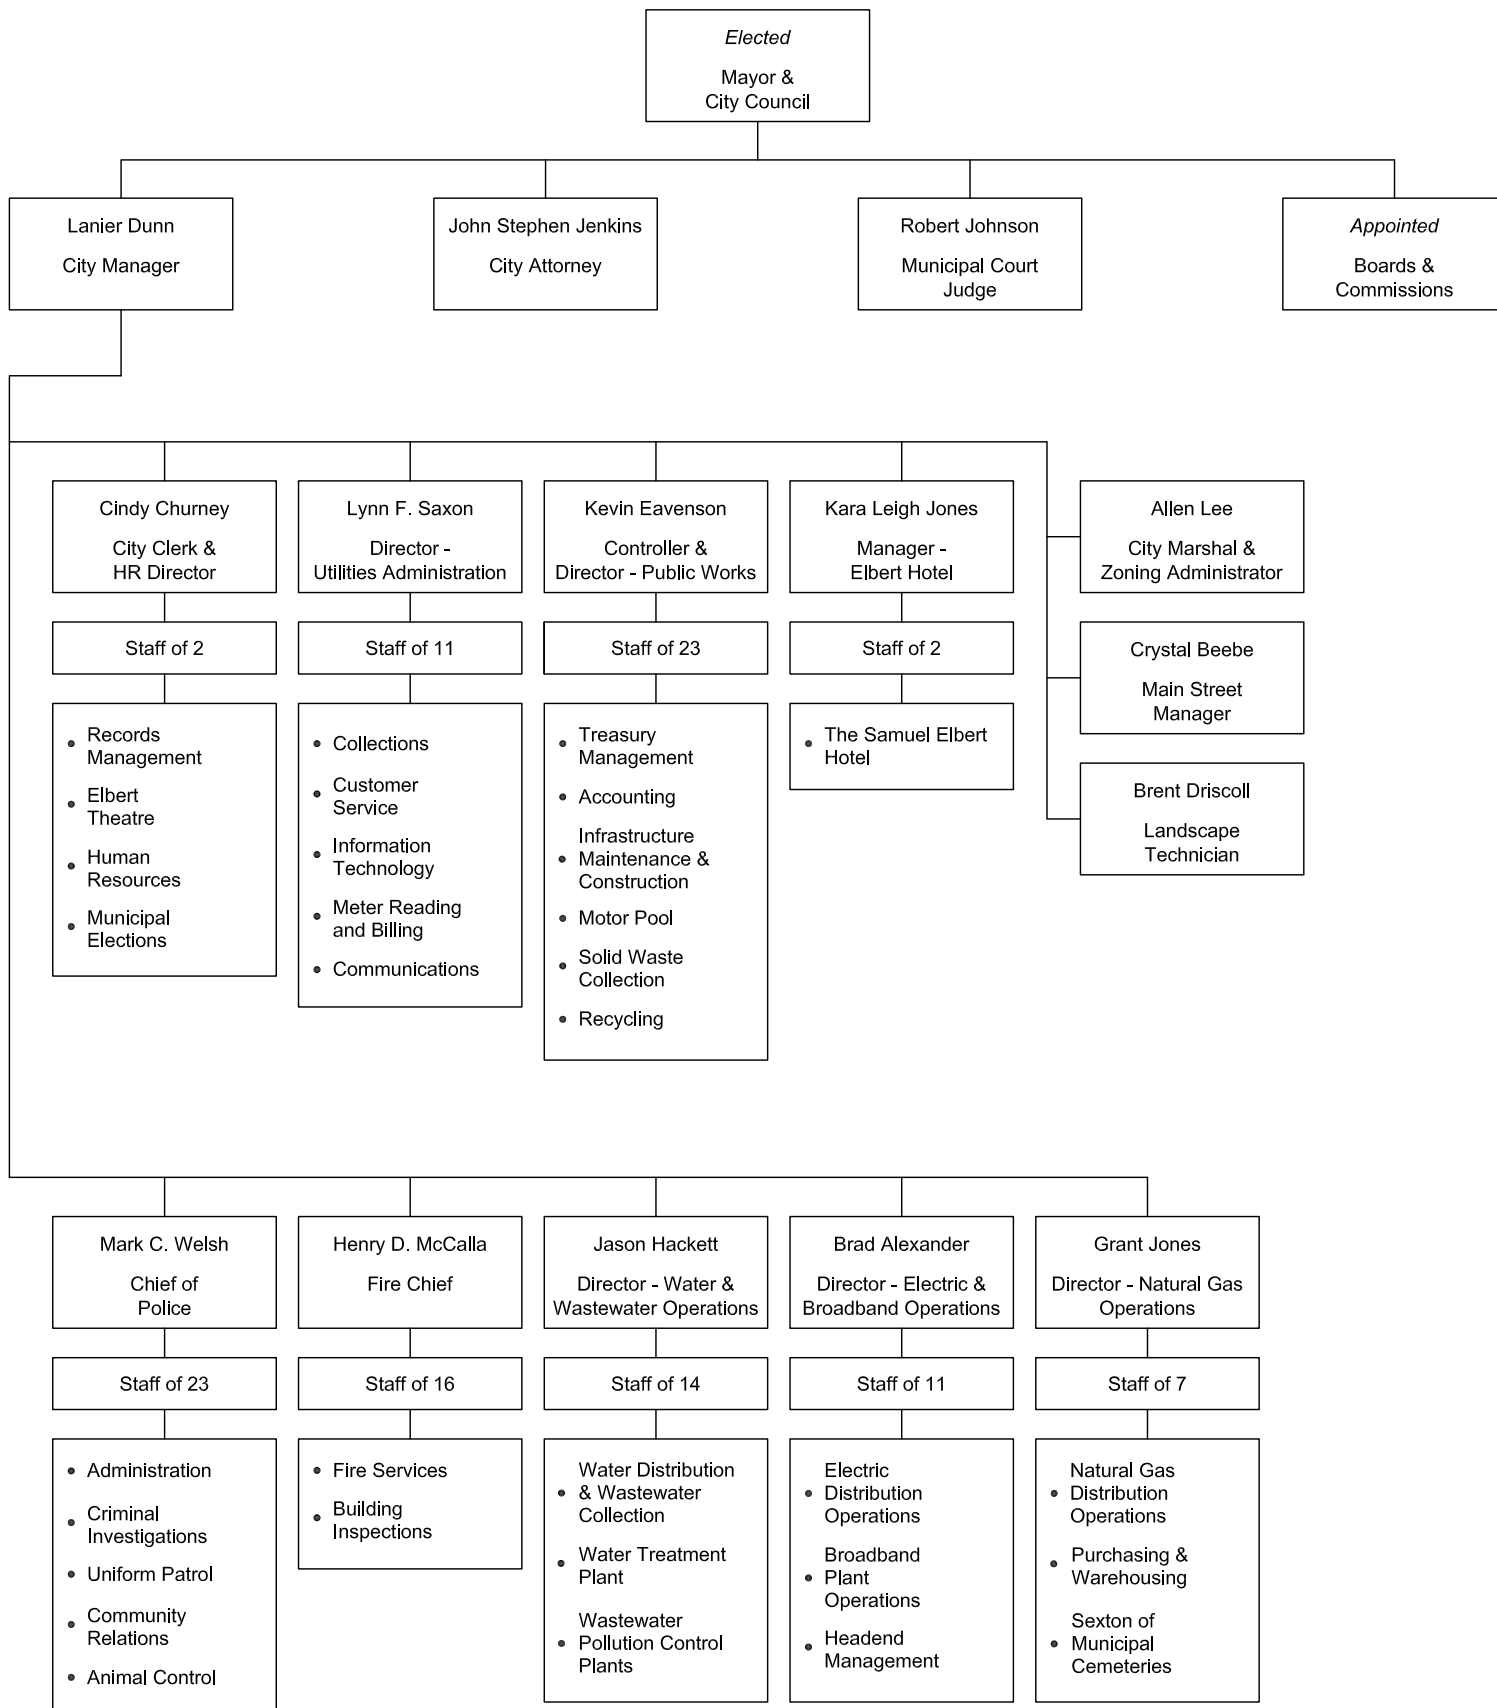 Elected
Mayor &
City Council
Lanier Dunn
City Manager
John Stephen Jenkins
City Attorney
Robert Johnson
Municipal Court
Judge
Appointed
Boards &
Commissions
Cindy Churney
City Clerk &
HR Director
Staff of 2
• Records
Management
• Elbert
Theatre
• Human
Resources
• Municipal
Elections
Lynn F. Saxon
Director -
Utilities Administration
Staff of 11
• Collections
• Customer
Service
• Information
Technology
• Meter Reading
and Billing
• Communications
Kevin Eavenson
Controller &
Director - Public Works
Staff of 23
• Treasury
Management
• Accounting
• Infrastructure
Maintenance &
Construction
• Motor Pool
• Solid Waste
Collection
• Recycling
Kara Leigh Jones
Manager -
Elbert Hotel
Staff of 2
• The Samuel Elbert
Hotel
Allen Lee
City Marshal &
Zoning Administrator
Crystal Beebe
Main Street
Manager
Brent Driscoll
Landscape
Technician
Mark C. Welsh
Chief of
Police
Staff of 23
• Administration
• Criminal
Investigations
• Uniform Patrol
• Community
Relations
• Animal Control
Henry D. McCalla
Fire Chief
Staff of 16
• Fire Services
• Building
Inspections
Jason Hackett
Director - Water &
Wastewater Operations
Staff of 14
• Water Distribution
& Wastewater
Collection
• Water Treatment
Plant
• Wastewater
Pollution Control
Plants
Brad Alexander
Director - Electric &
Broadband Operations
Staff of 11
• Electric
Distribution
Operations
• Broadband
Plant
Operations
• Headend
Management
Grant Jones
Director - Natural Gas
Operations
Staff of 7
• Natural Gas
Distribution
Operations
• Purchasing &
Warehousing
• Sexton of
Municipal
Cemeteries